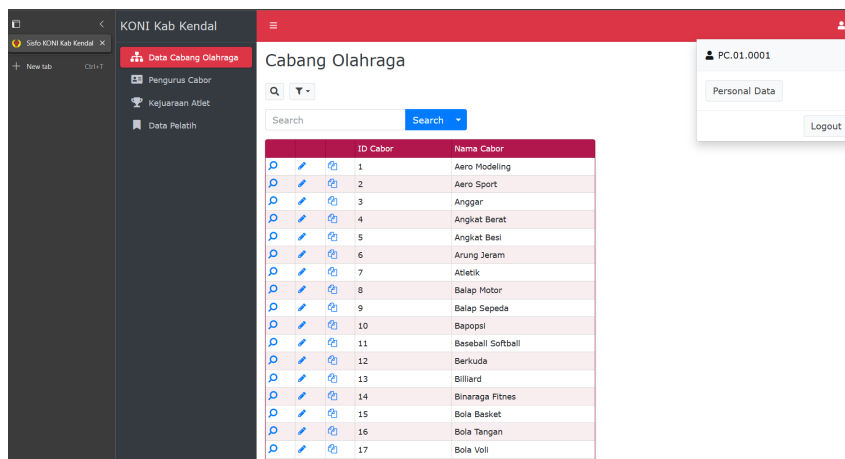 KONI Kab Kendal
Sisfo KONI Kab Kendal
New tab
Ctrl+T
Data Cabang Olahraga
Pengurus Cabor
Kejuaraan Atlet
Data Pelatih
PC.01.0001
Personal Data
Logout
Cabang Olahraga
Search Search
ID Cabor Nama Cabor
1 Aero Modeling
2 Aero Sport
3 Anggar
4 Angkat Berat
5 Angkat Besi
6 Arung Jeram
7 Atletik
8 Balap Motor
9 Balap Sepeda
10 Bapopsi
11 Baseball Softball
12 Berkuda
13 Billiard
14 Binaraga Fitnes
15 Bola Basket
16 Bola Tangan
17 Bola Voli